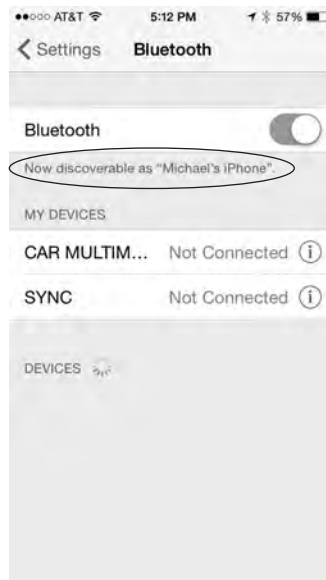 ●●○○○ AT&T 5:12 PM 57%
Settings Bluetooth
Bluetooth
Now discoverable as "Michael's iPhone".
MY DEVICES
CAR MULTIM... Not Connected i
SYNC Not Connected i
DEVICES